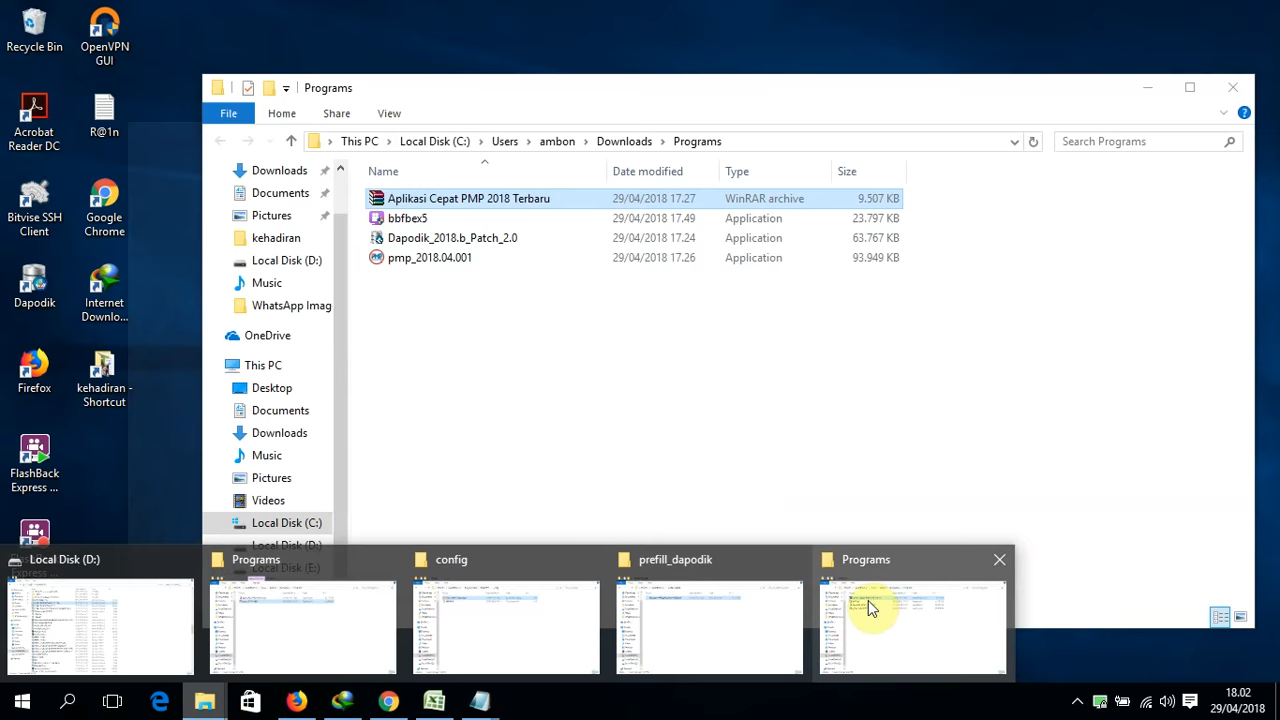 Recycle Bin
OpenVPN
GUI
Acrobat
Reader DC
R@1n
Bitvise SSH
Client
Google
Chrome
Dapodik
Internet
Downlo...
Firefox
kehadiran -
Shortcut
FlashBack
Express ...
Programs
File
Home
Share
View
This PC
Local Disk (C:)
Users
ambon
Downloads
Programs
Search Programs
Downloads
Documents
Pictures
kehadiran
Local Disk (D:)
Music
WhatsApp Imag
OneDrive
This PC
Desktop
Documents
Downloads
Music
Pictures
Videos
Local Disk (C:)
Local Disk (D:)
Name
Date modified
Type
Size
Aplikasi Cepat PMP 2018 Terbaru 29/04/2018 17.27 WinRAR archive 9.507 KB
bbfbex5 29/04/2018 17.49 Application 23.797 KB
Dapodik_2018.b_Patch_2.0 29/04/2018 17.24 Application 63.767 KB
pmp_2018.04.001 29/04/2018 17.26 Application 93.949 KB
Local Disk (D:)
Programs
config
prefill_dapodik
Programs
18.02
29/04/2018